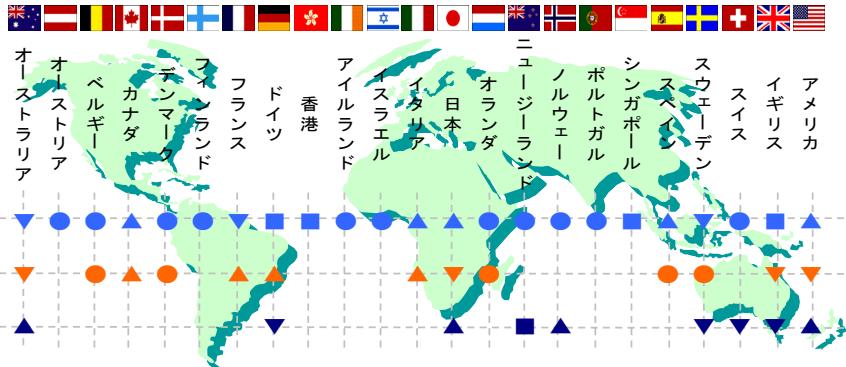 オーストラリア
オーストリア
ベルギー
カナダ
デンマーク
フィンランド
フランス
ドイツ
香港
アイルランド
イスラエル
イタリア
日本
オランダ
ニュージーランド
ノルウェー
ポルトガル
シンガポール
スペイン
スウェーデン
スイス
イギリス
アメリカ